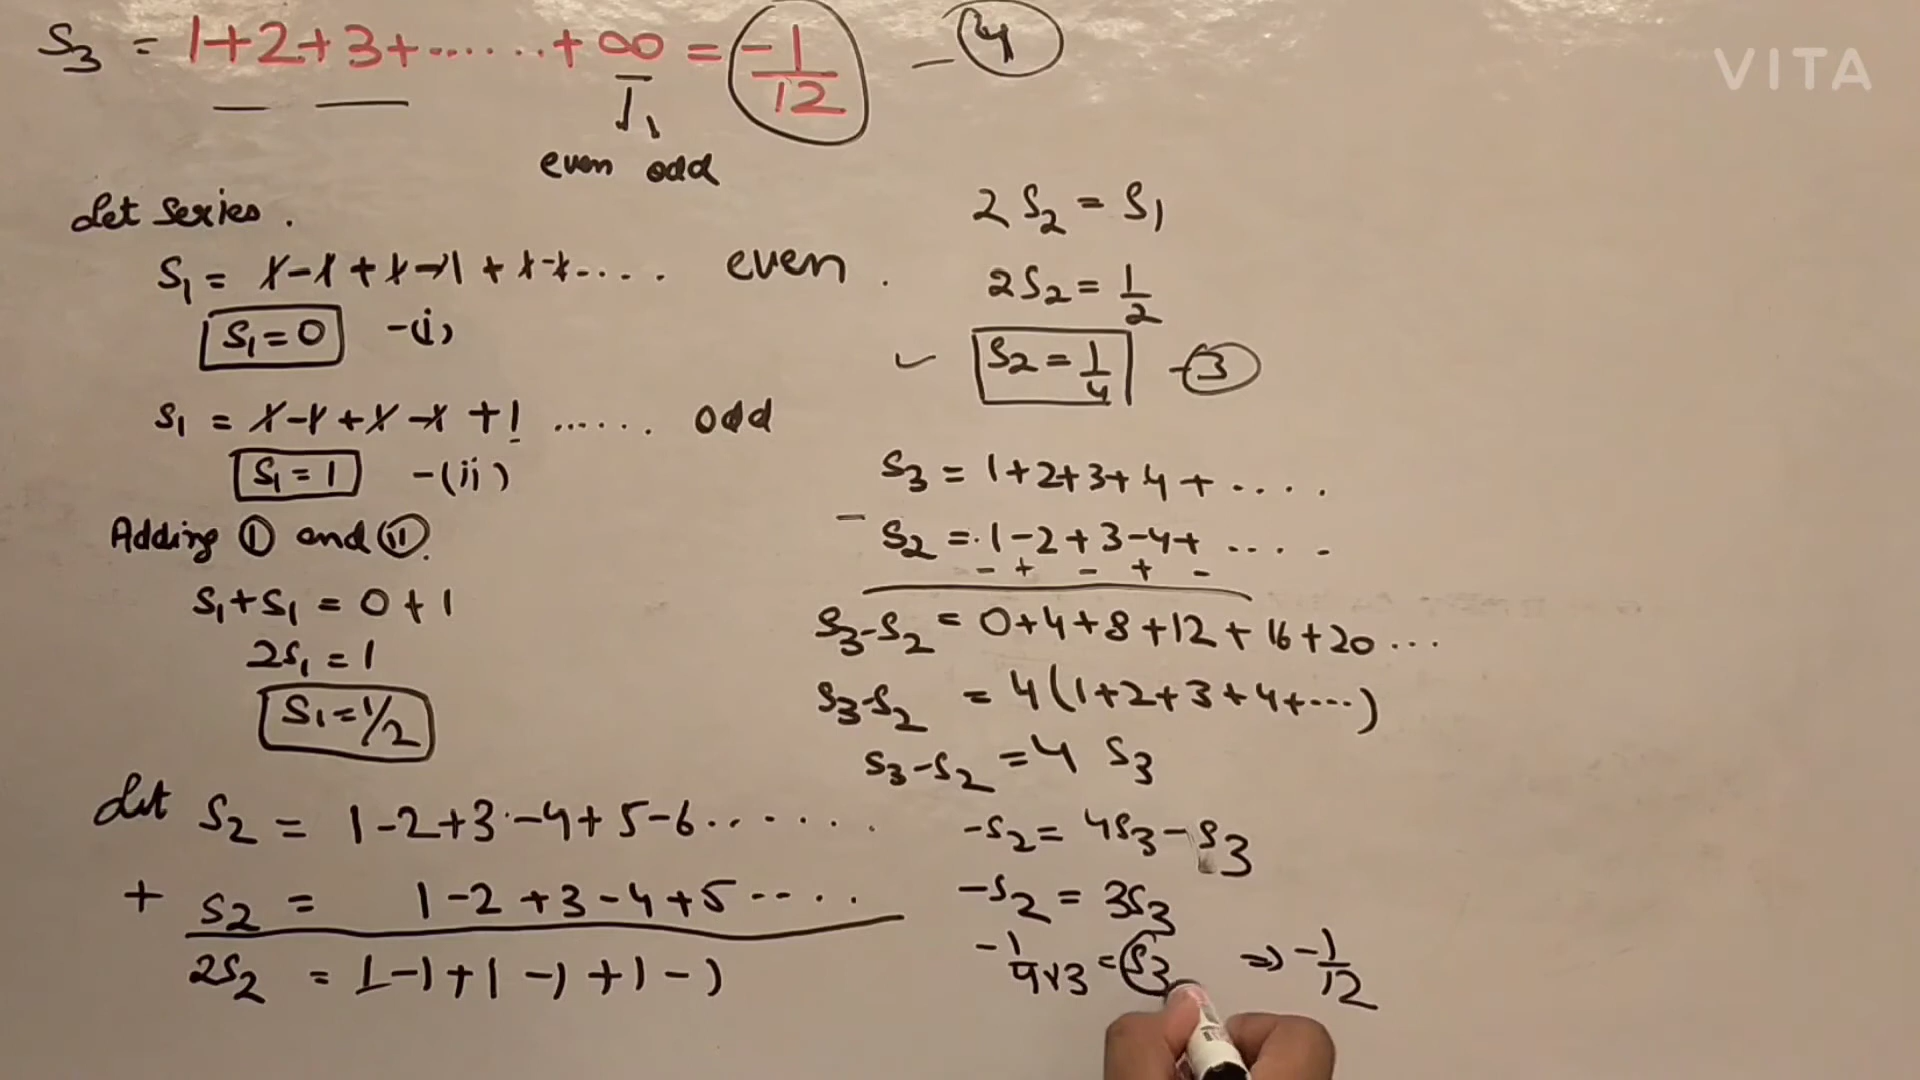 S₃ = 1+2+3+......+ ∞ = -1/12 - (4)
VITA
T₁
even odd
Let series.
S₁ = 1-1+1-1+1-1.... even.
S₁=0 -(i)
S₁ = 1-1+1-1+1 ...... odd
S₁=1 -(ii)
Adding (I) and (II).
S₁+S₁ = 0+1
2S₁ = 1
S₁=1/2
Let S₂ = 1-2+3-4+5-6.......
+ S₂ = 1-2+3-4+5.....
2S₂ = 1-1+1-1+1-1
2S₂ = S₁
2S₂ = 1/2
✓ S₂ = 1/4 -(3)
S₃ = 1+2+3+4+....
- S₂ = 1-2+3-4+....
- + - + -
S₃-S₂ = 0+4+8+12+16+20...
S₃-S₂ = 4(1+2+3+4+...)
S₃-S₂ = 4 S₃
-S₂ = 4S₃-S₃
-S₂ = 3S₃
-1/4×3 = S₃ ⇒ -1/12